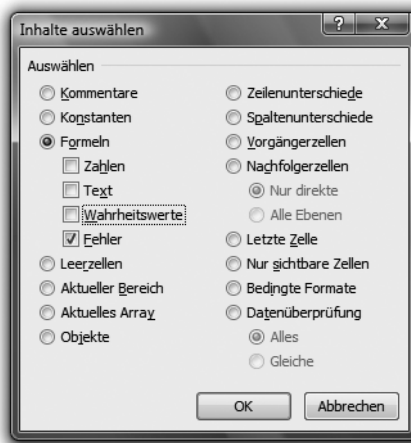 Inhalte auswählen
Auswählen
Kommentare
Konstanten
Formeln
Zahlen
Text
Wahrheitswerte
Fehler
Leerzellen
Aktueller Bereich
Aktuelles Array
Objekte
Zeilenunterschiede
Spaltenunterschiede
Vorgängerzellen
Nachfolgerzellen
Nur direkte
Alle Ebenen
Letzte Zelle
Nur sichtbare Zellen
Bedingte Formate
Datenüberprüfung
Alles
Gleiche
OK Abbrechen